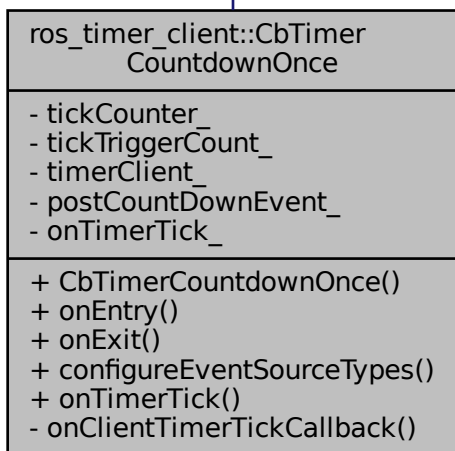 ros_timer_client::CbTimer
CountdownOnce
- tickCounter_
- tickTriggerCount_
- timerClient_
- postCountDownEvent_
- onTimerTick_
+ CbTimerCountdownOnce()
+ onEntry()
+ onExit()
+ configureEventSourceTypes()
+ onTimerTick()
- onClientTimerTickCallback()